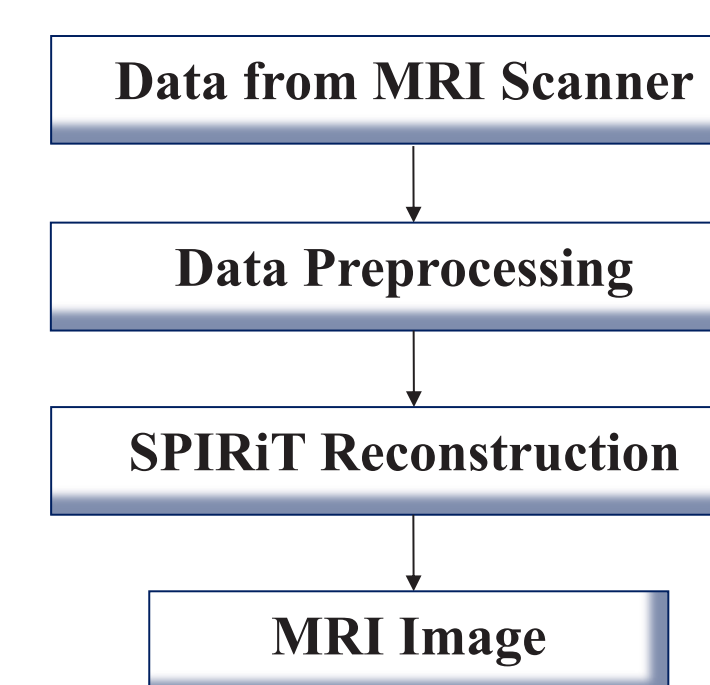 Data from MRI Scanner
Data Preprocessing
SPIRiT Reconstruction
MRI Image